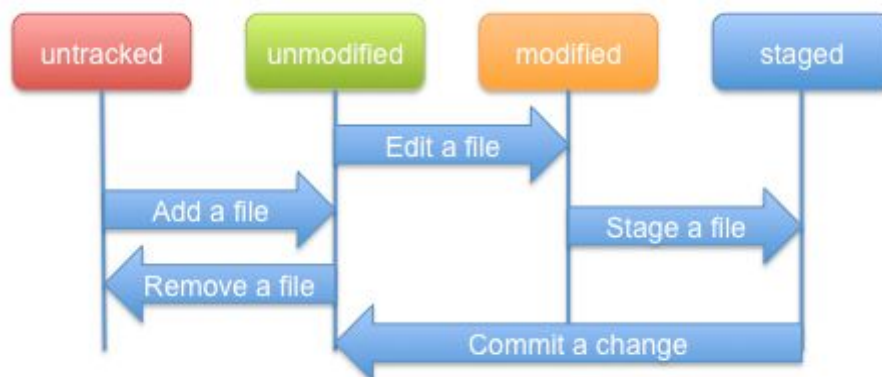 untracked
unmodified
modified
staged
Edit a file
Add a file
Stage a file
Remove a file
Commit a change